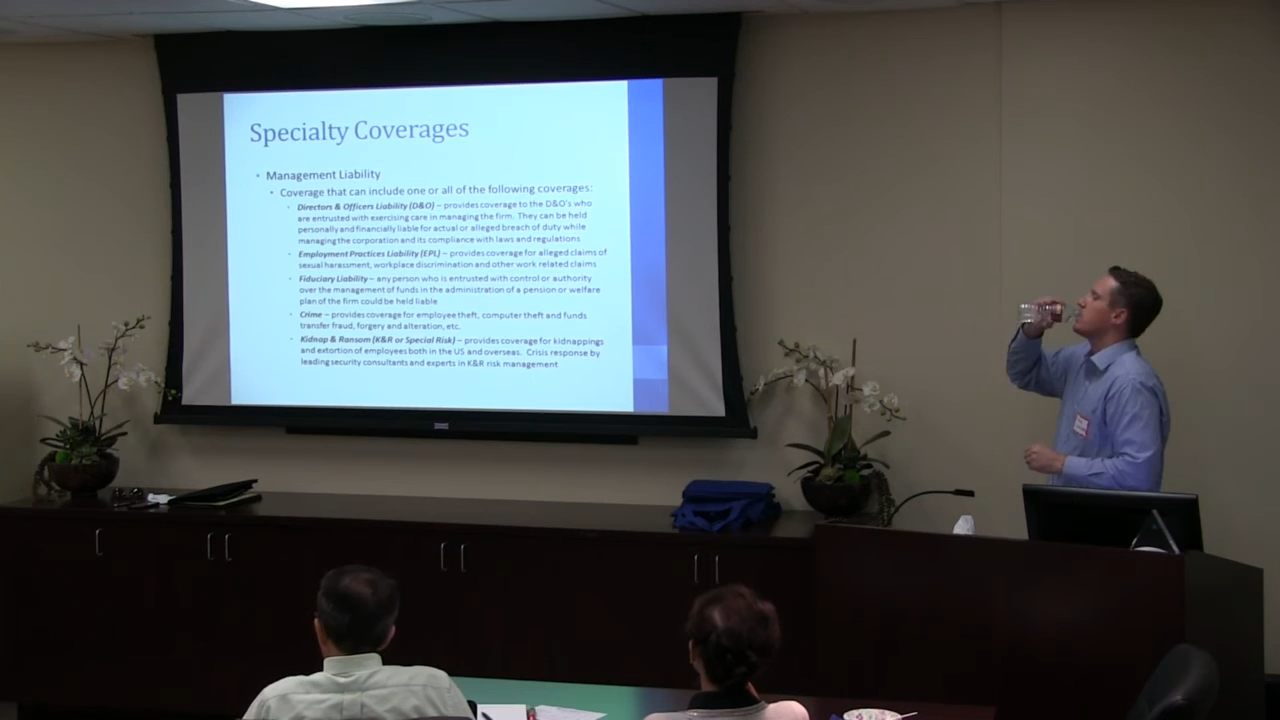 Specialty Coverages
• Management Liability
• Coverage that can include one or all of the following coverages:
• Directors & Officers Liability (D&O) – provides coverage to the D&O's who
are entrusted with exercising care in managing the firm. They can be held
personally and financially liable for actual or alleged breach of duty while
managing the corporation and its compliance with laws and regulations
• Employment Practices Liability (EPL) – provides coverage for alleged claims of
sexual harassment, workplace discrimination and other work related claims
• Fiduciary Liability – any person who is entrusted with control or authority
over the management of funds in the administration of a pension or welfare
plan of the firm could be held liable
• Crime – provides coverage for employee theft, computer theft and funds
transfer fraud, forgery and alteration, etc.
• Kidnap & Ransom (K&R or Special Risk) – provides coverage for kidnappings
and extortion of employees both in the US and overseas. Crisis response by
leading security consultants and experts in K&R risk management